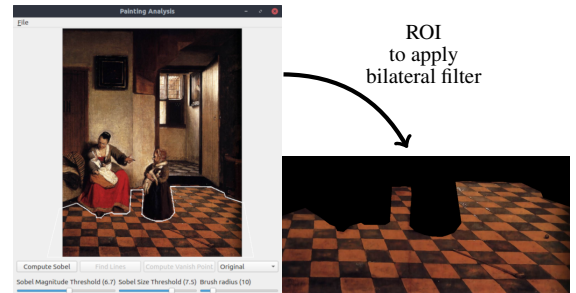 Painting Analysis
File
ROI
to apply
bilateral filter
Compute Sobel Find Lines Compute Vanish Point Original
Sobel Magnitude Threshold (6.7) Sobel Size Threshold (7.5) Brush radius (10)